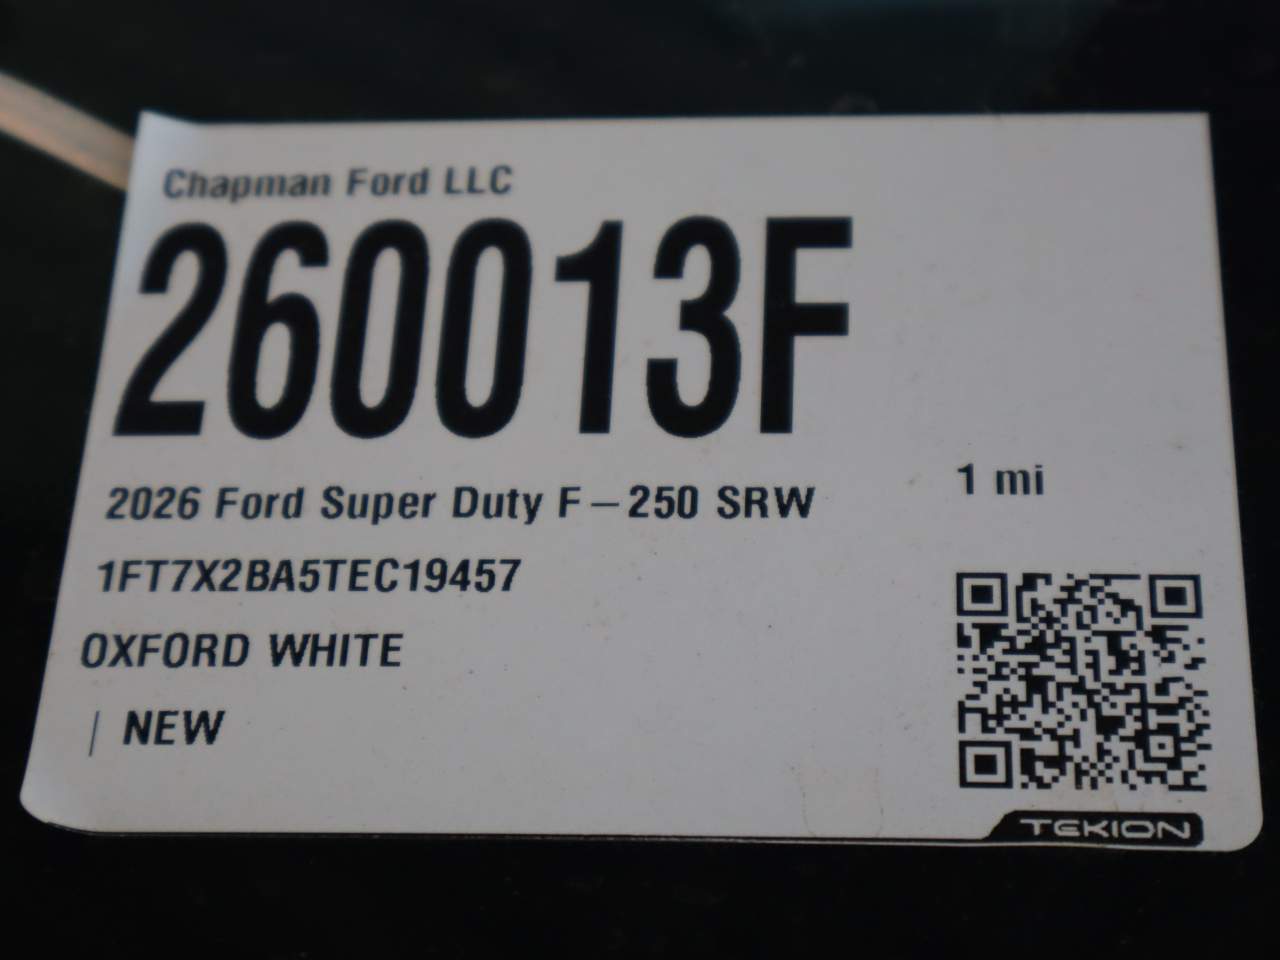 Chapman Ford LLC
260013F
2026 Ford Super Duty F-250 SRW
1 mi
1FT7X2BA5TEC19457
OXFORD WHITE
| NEW
TEKION